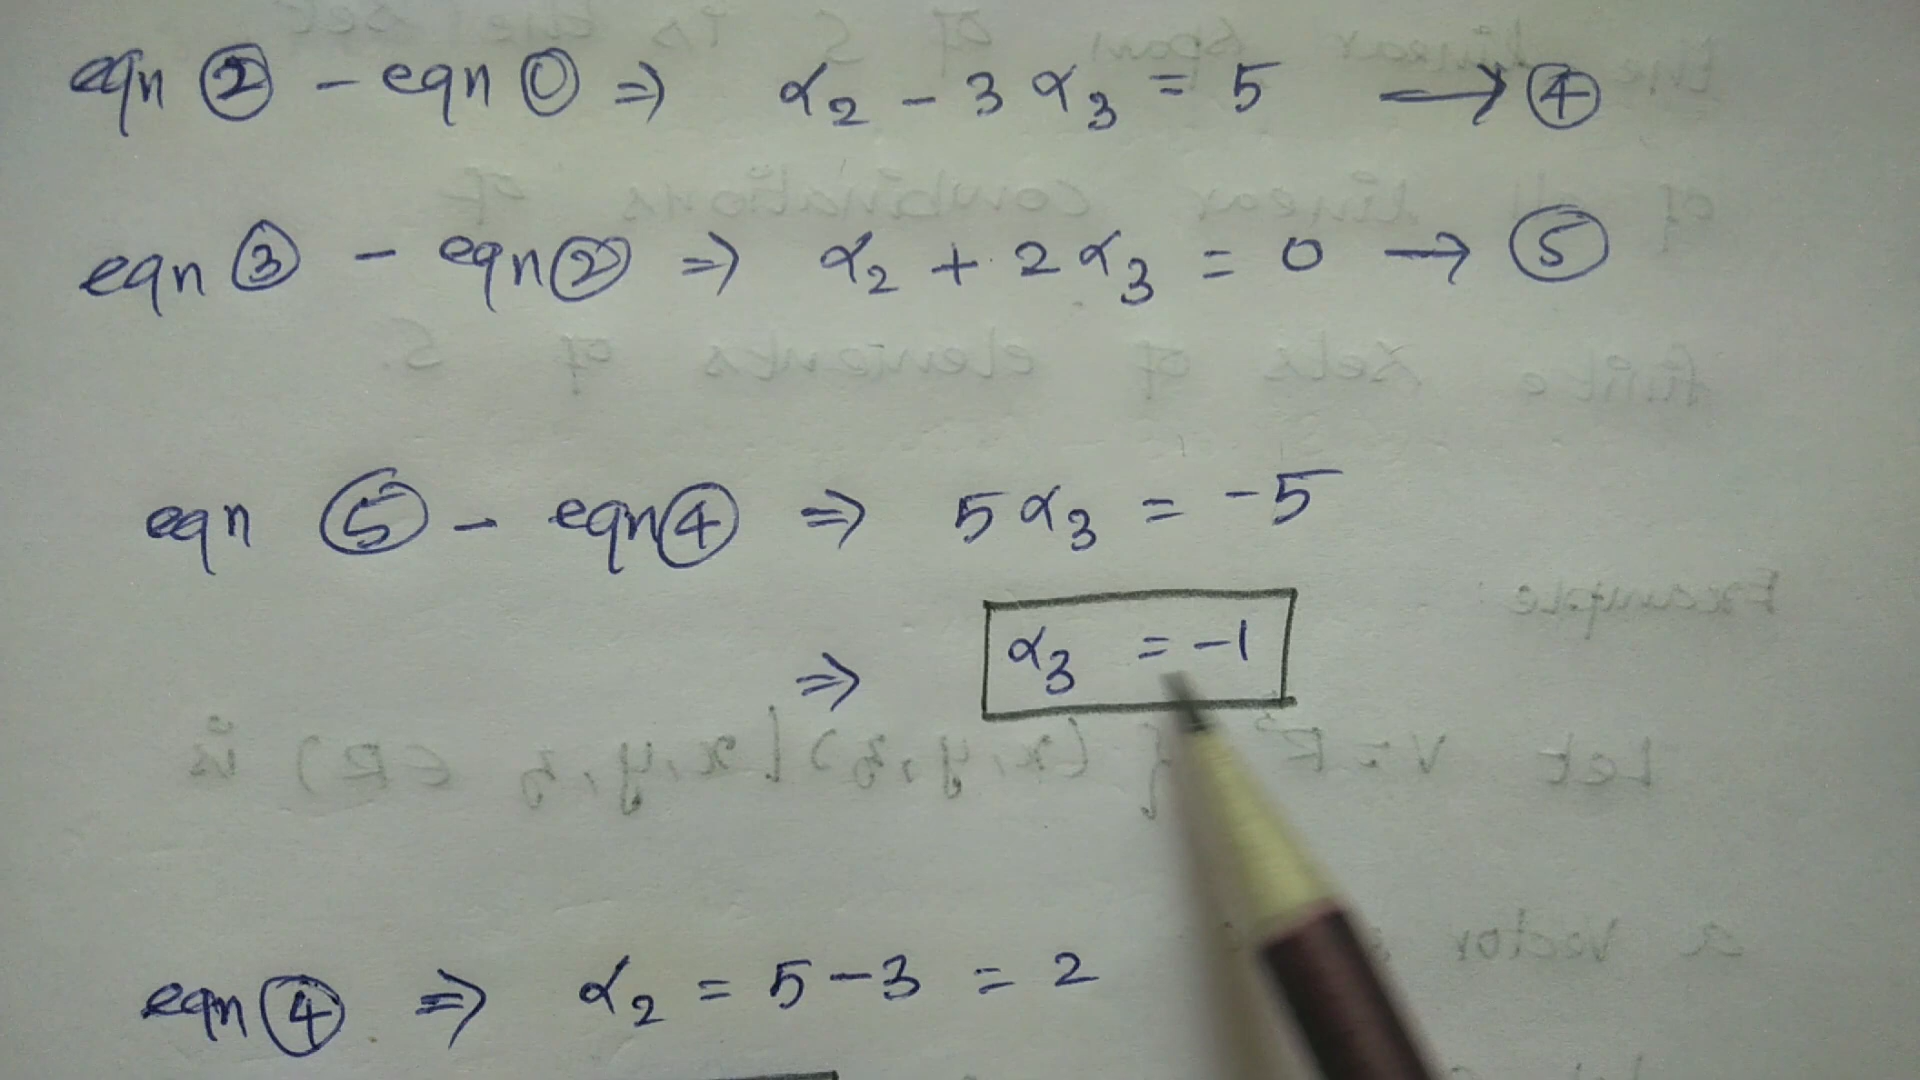 eqn ② - eqn ① ⇒ α₂ - 3α₃ = 5 → ④
eqn ③ - eqn ② ⇒ α₂ + 2α₃ = 0 → ⑤
eqn ⑤ - eqn ④ ⇒ 5α₃ = -5
⇒ α₃ = -1
eqn ④ ⇒ α₂ = 5 - 3 = 2